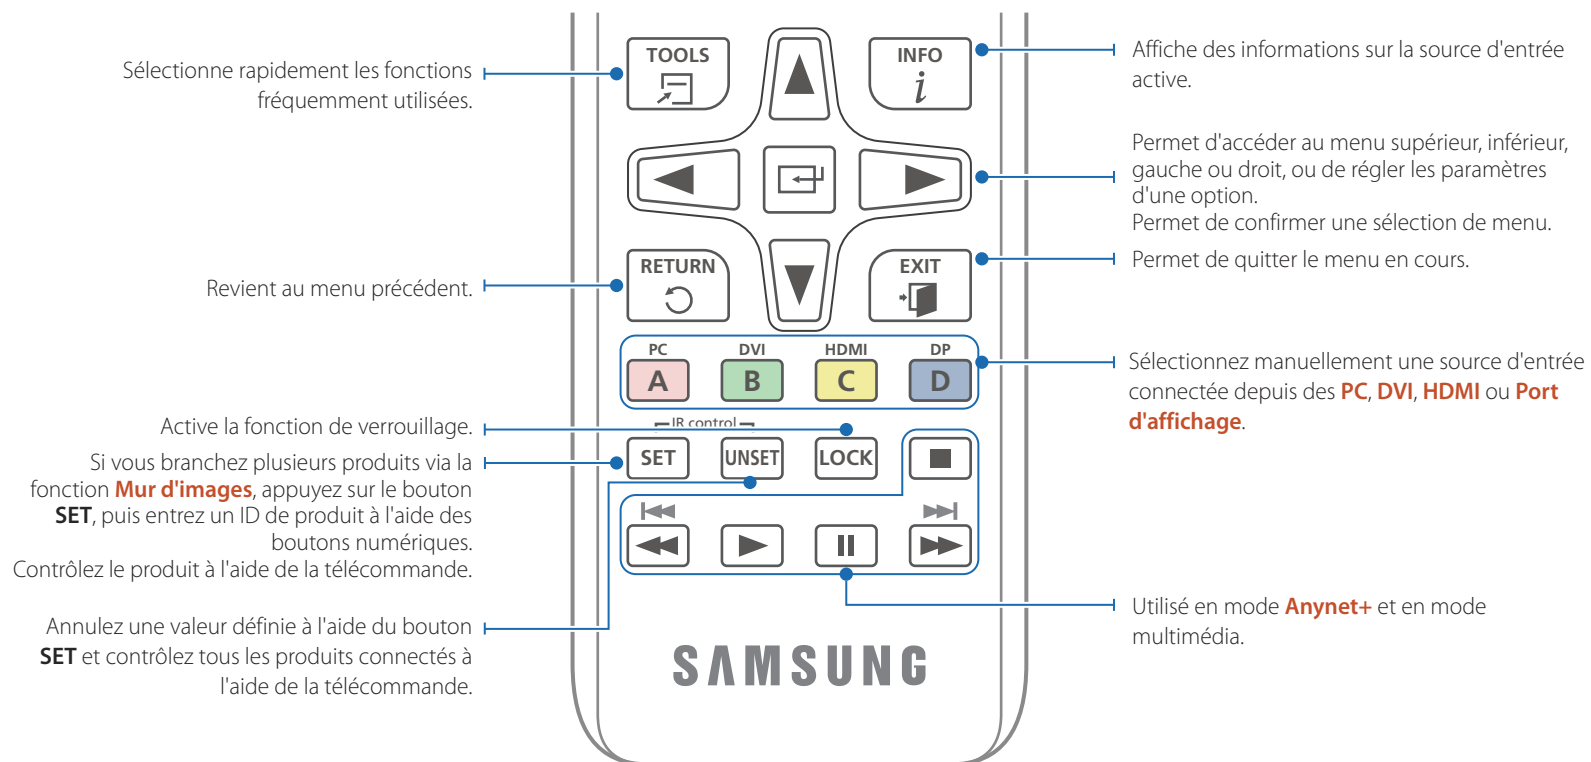 Sélectionne rapidement les fonctions
fréquemment utilisées.
Revient au menu précédent.
Active la fonction de verrouillage.
Si vous branchez plusieurs produits via la
fonction Mur d'images, appuyez sur le bouton
SET, puis entrez un ID de produit à l'aide des
boutons numériques.
Contrôlez le produit à l'aide de la télécommande.
Annulez une valeur définie à l'aide du bouton
SET et contrôlez tous les produits connectés à
l'aide de la télécommande.
TOOLS
INFO
i
RETURN
EXIT
PC DVI HDMI DP
A B C D
IR control
SET UNSET LOCK
SAMSUNG
Affiche des informations sur la source d'entrée
active.
Permet d'accéder au menu supérieur, inférieur,
gauche ou droit, ou de régler les paramètres
d'une option.
Permet de confirmer une sélection de menu.
Permet de quitter le menu en cours.
Sélectionnez manuellement une source d'entrée
connectée depuis des PC, DVI, HDMI ou Port
d'affichage.
Utilisé en mode Anynet+ et en mode
multimédia.